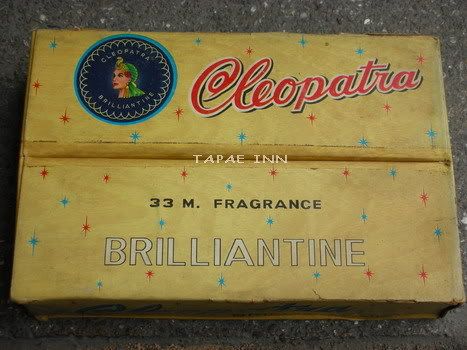 CLEOPATRA
BRILLIANTINE
Cleopatra
TAPAE INN
33 M. FRAGRANCE
BRILLIANTINE